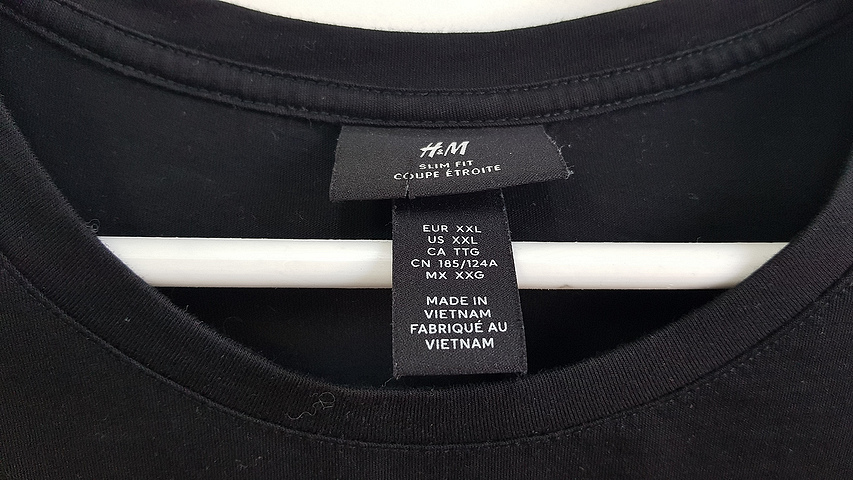 H&M
SLIM FIT
COUPE ÉTROITE
EUR XXL
US XXL
CA TTG
CN 185/124A
MX XXG
MADE IN
VIETNAM
FABRIQUÉ AU
VIETNAM